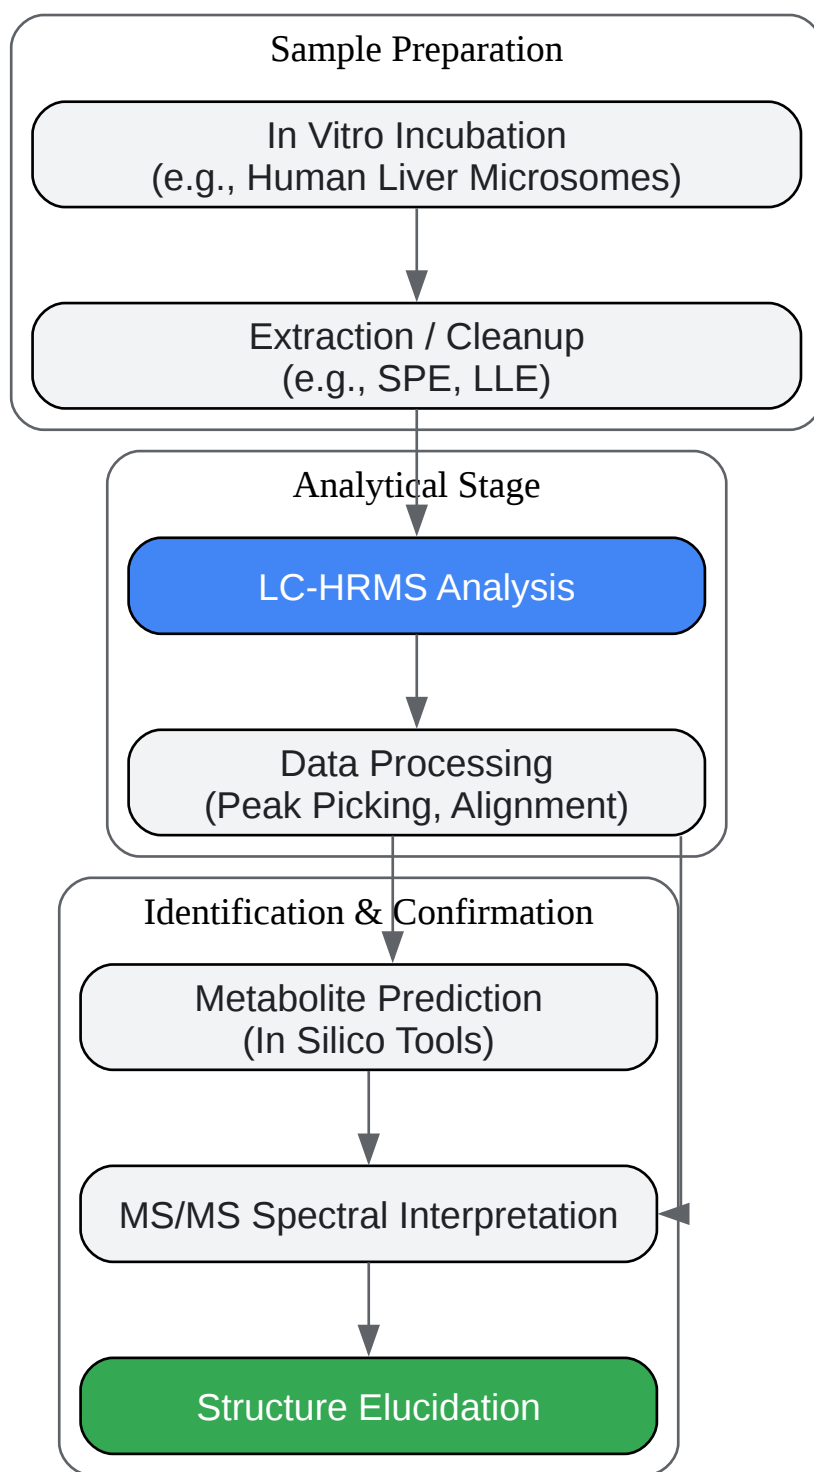 Sample Preparation
In Vitro Incubation
(e.g., Human Liver Microsomes)
Extraction / Cleanup
(e.g., SPE, LLE)
Analytical Stage
LC-HRMS Analysis
Data Processing
(Peak Picking, Alignment)
Identification & Confirmation
Metabolite Prediction
(In Silico Tools)
MS/MS Spectral Interpretation
Structure Elucidation